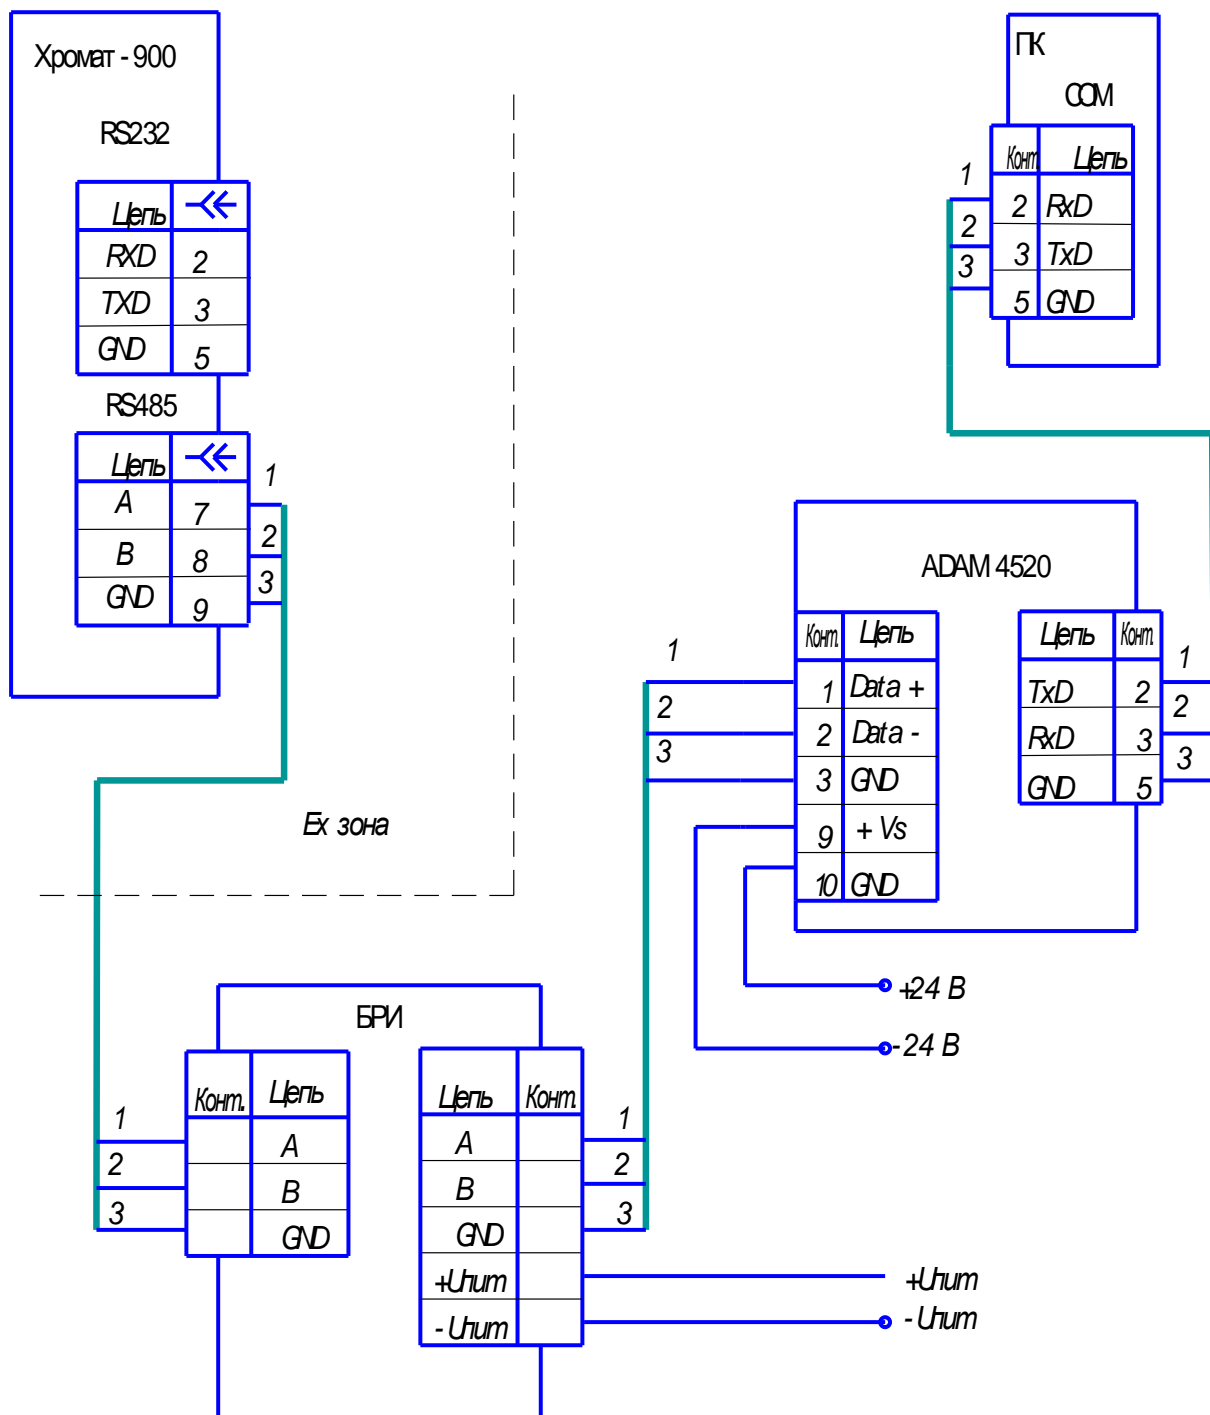 Хромат - 900
RS232
Цепь
RXD 2
TXD 3
GND 5
RS485
Цепь
A 7
B 8
GND 9
1
2
3
Ex зона
ПК
COM
Конт. Цепь
2 RxD
3 TxD
5 GND
1
2
3
ADAM 4520
Конт. Цепь
1 Data +
2 Data -
3 GND
9 + Vs
10 GND
1
2
3
Цепь Конт.
TxD 2
RxD 3
GND 5
1
2
3
+24 В
-24 В
БРИ
Конт. Цепь
A
B
GND
1
2
3
Цепь Конт.
A
B
GND
+Uпит
- Uпит
1
2
3
+Uпит
- Uпит